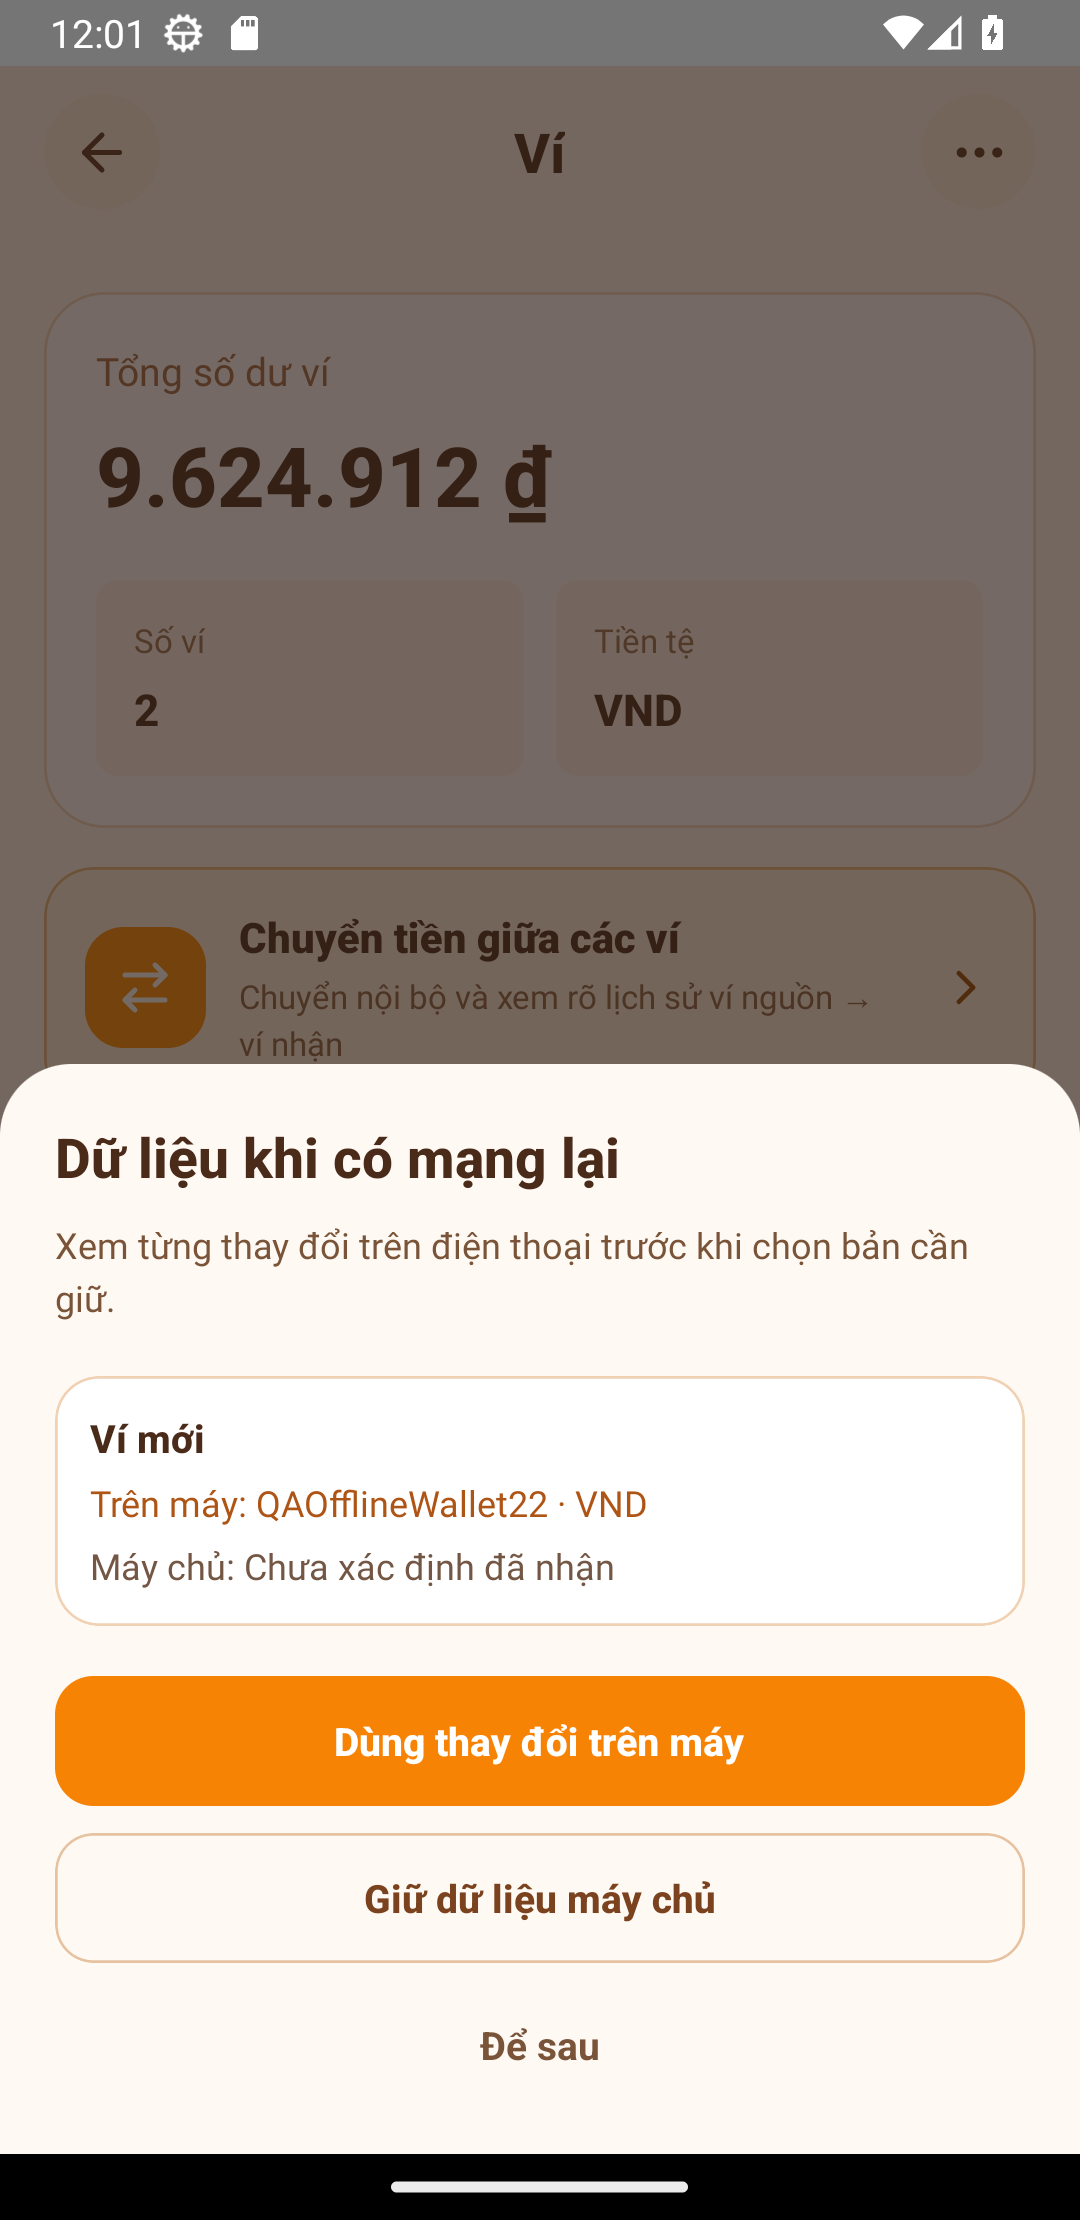 12:01
Ví
Tổng số dư ví
9.624.912 ₫
Số ví
2
Tiền tệ
VND
Chuyển tiền giữa các ví
Chuyển nội bộ và xem rõ lịch sử ví nguồn →
ví nhận
Dữ liệu khi có mạng lại
Xem từng thay đổi trên điện thoại trước khi chọn bản cần
giữ.
Ví mới
Trên máy: QAOfflineWallet22 · VND
Máy chủ: Chưa xác định đã nhận
Dùng thay đổi trên máy
Giữ dữ liệu máy chủ
Để sau